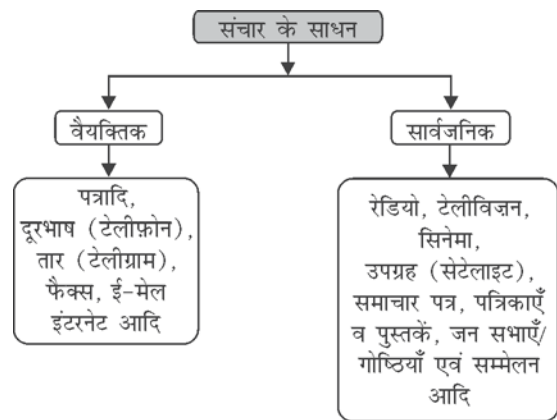 संचार के साधन
वैयक्तिक
पत्रादि,
दूरभाष (टेलीफ़ोन),
तार (टेलीग्राम),
फैक्स, ई-मेल
इंटरनेट आदि
सार्वजनिक
रेडियो, टेलीविज़न,
सिनेमा,
उपग्रह (सेटेलाइट),
समाचार पत्र, पत्रिकाएँ
व पुस्तकें, जन सभाएँ/
गोष्ठियाँ एवं सम्मेलन
आदि